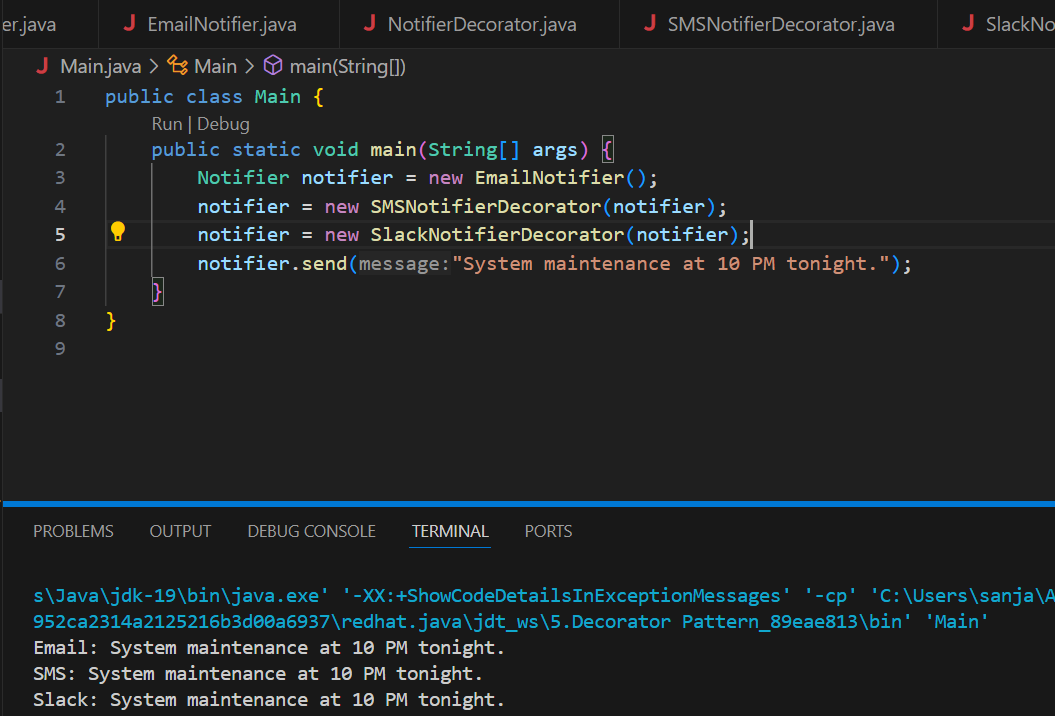 er.java J EmailNotifier.java J NotifierDecorator.java J SMSNotifierDecorator.java J SlackNo
J Main.java > Main > main(String[])
1 public class Main {
Run | Debug
2 public static void main(String[] args) {
3 Notifier notifier = new EmailNotifier();
4 notifier = new SMSNotifierDecorator(notifier);
5 notifier = new SlackNotifierDecorator(notifier);
6 notifier.send(message:"System maintenance at 10 PM tonight.");
7 }
8 }
9
PROBLEMS OUTPUT DEBUG CONSOLE TERMINAL PORTS
s\Java\jdk-19\bin\java.exe' '-XX:+ShowCodeDetailsInExceptionMessages' '-cp' 'C:\Users\sanja\A
952ca2314a2125216b3d00a6937\redhat.java\jdt_ws\5.Decorator Pattern_89eae813\bin' 'Main'
Email: System maintenance at 10 PM tonight.
SMS: System maintenance at 10 PM tonight.
Slack: System maintenance at 10 PM tonight.